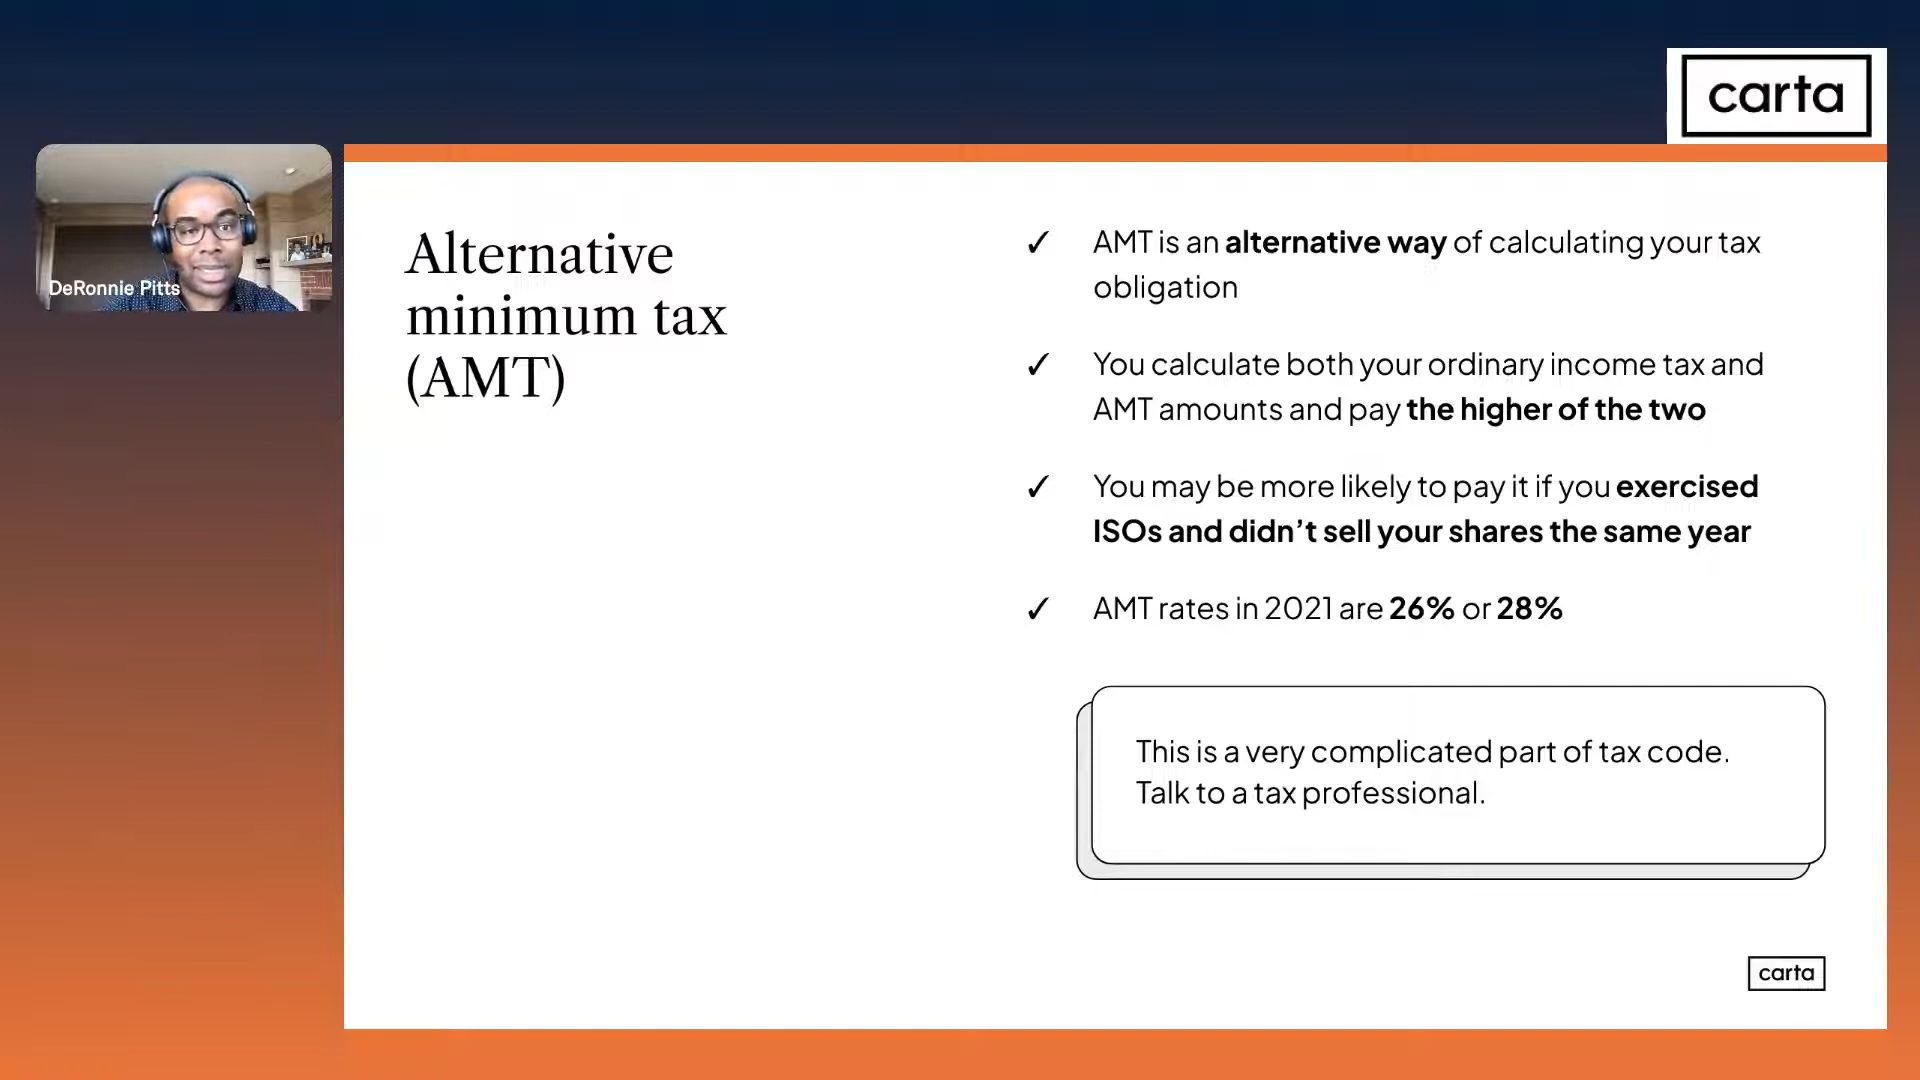 carta
DeRonnie Pitts
Alternative
minimum tax
(AMT)
✓ AMT is an alternative way of calculating your tax
obligation
✓ You calculate both your ordinary income tax and
AMT amounts and pay the higher of the two
✓ You may be more likely to pay it if you exercised
ISOs and didn’t sell your shares the same year
✓ AMT rates in 2021 are 26% or 28%
This is a very complicated part of tax code.
Talk to a tax professional.
carta